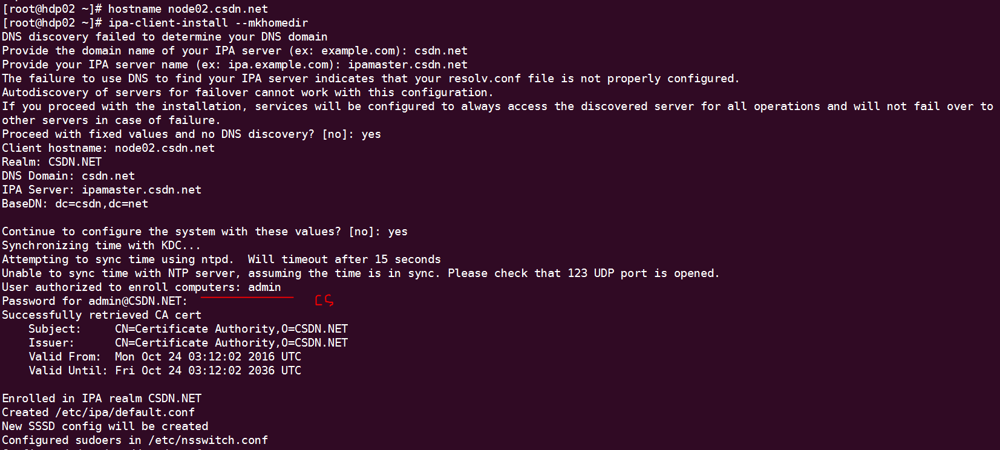 [root@hdp02 ~]# hostname node02.csdn.net
[root@hdp02 ~]# ipa-client-install --mkhomedir
DNS discovery failed to determine your DNS domain
Provide the domain name of your IPA server (ex: example.com): csdn.net
Provide your IPA server name (ex: ipa.example.com): ipamaster.csdn.net
The failure to use DNS to find your IPA server indicates that your resolv.conf file is not properly configured.
Autodiscovery of servers for failover cannot work with this configuration.
If you proceed with the installation, services will be configured to always access the discovered server for all operations and will not fail over to
other servers in case of failure.
Proceed with fixed values and no DNS discovery? [no]: yes
Client hostname: node02.csdn.net
Realm: CSDN.NET
DNS Domain: csdn.net
IPA Server: ipamaster.csdn.net
BaseDN: dc=csdn,dc=net
Continue to configure the system with these values? [no]: yes
Synchronizing time with KDC...
Attempting to sync time using ntpd.  Will timeout after 15 seconds
Unable to sync time with NTP server, assuming the time is in sync. Please check that 123 UDP port is opened.
User authorized to enroll computers: admin
Password for admin@CSDN.NET:
Successfully retrieved CA cert
    Subject:     CN=Certificate Authority,O=CSDN.NET
    Issuer:      CN=Certificate Authority,O=CSDN.NET
    Valid From:  Mon Oct 24 03:12:02 2016 UTC
    Valid Until: Fri Oct 24 03:12:02 2036 UTC
Enrolled in IPA realm CSDN.NET
Created /etc/ipa/default.conf
New SSSD config will be created
Configured sudoers in /etc/nsswitch.conf